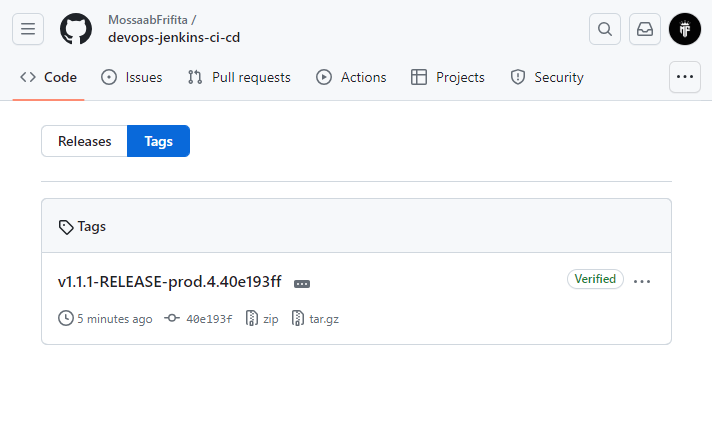 MossaabFrifita /
devops-jenkins-ci-cd
Code Issues Pull requests Actions Projects Security
Releases Tags
Tags
v1.1.1-RELEASE-prod.4.40e193ff
Verified
5 minutes ago 40e193f zip tar.gz